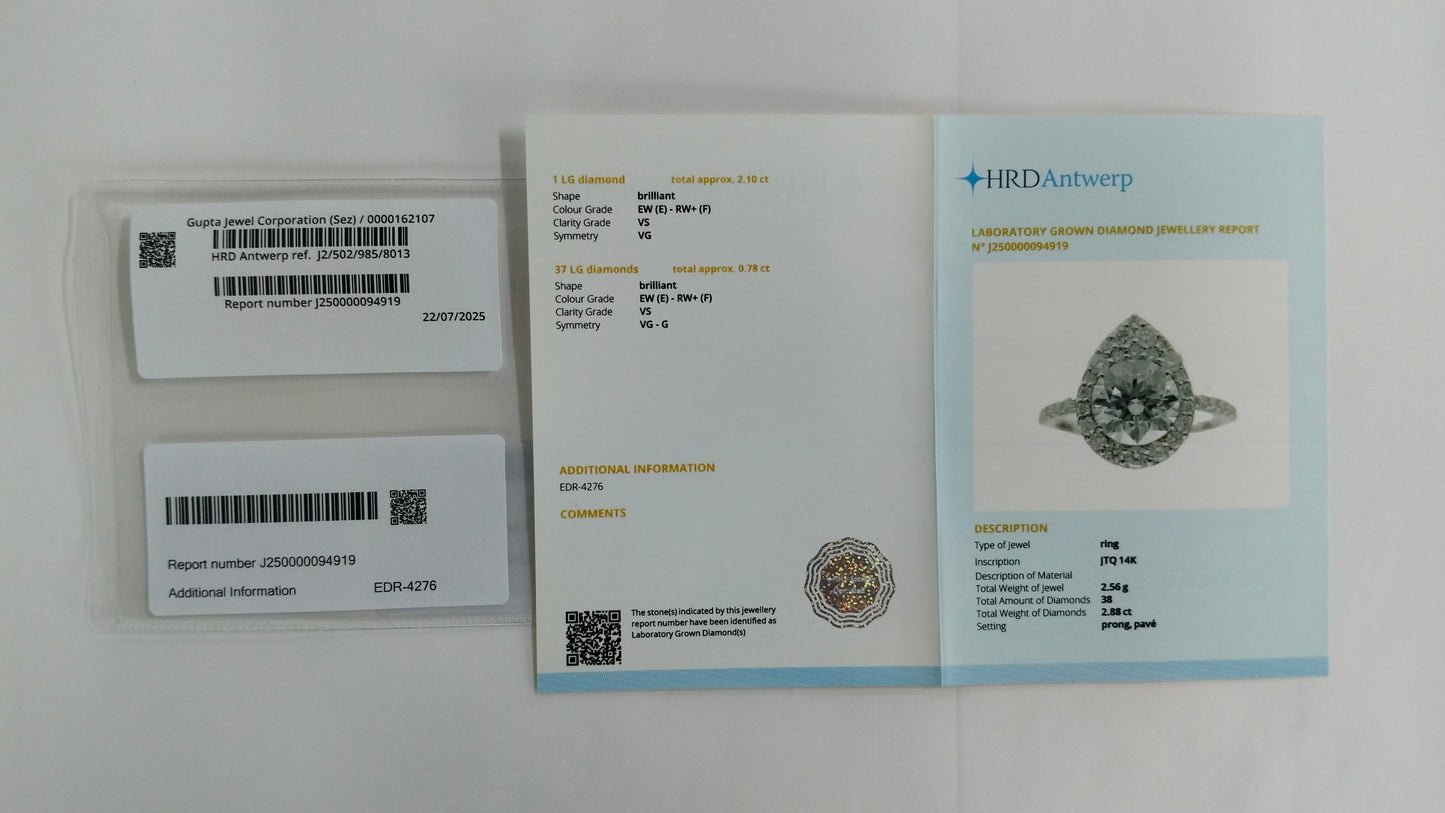 Gupta Jewel Corporation (Sez) / 0000162107
HRD Antwerp ref. J2/502/985/8013
Report number J250000094919
22/07/2025
Report number J250000094919
Additional Information EDR-4276
1 LG diamond total approx. 2.10 ct
Shape brilliant
Colour Grade EW (E) - RW+ (F)
Clarity Grade VS
Symmetry VG
37 LG diamonds total approx. 0.78 ct
Shape brilliant
Colour Grade EW (E) - RW+ (F)
Clarity Grade VS
Symmetry VG - G
ADDITIONAL INFORMATION
EDR-4276
COMMENTS
The stone(s) indicated by this jewellery
report number have been identified as
Laboratory Grown Diamond(s)
HRDAntwerp
LABORATORY GROWN DIAMOND JEWELLERY REPORT
N° J250000094919
DESCRIPTION
Type of Jewel ring
Inscription JTQ 14K
Description of Material
Total Weight of Jewel 2.56 g
Total Amount of Diamonds 38
Total Weight of Diamonds 2.88 ct
Setting prong, pavé